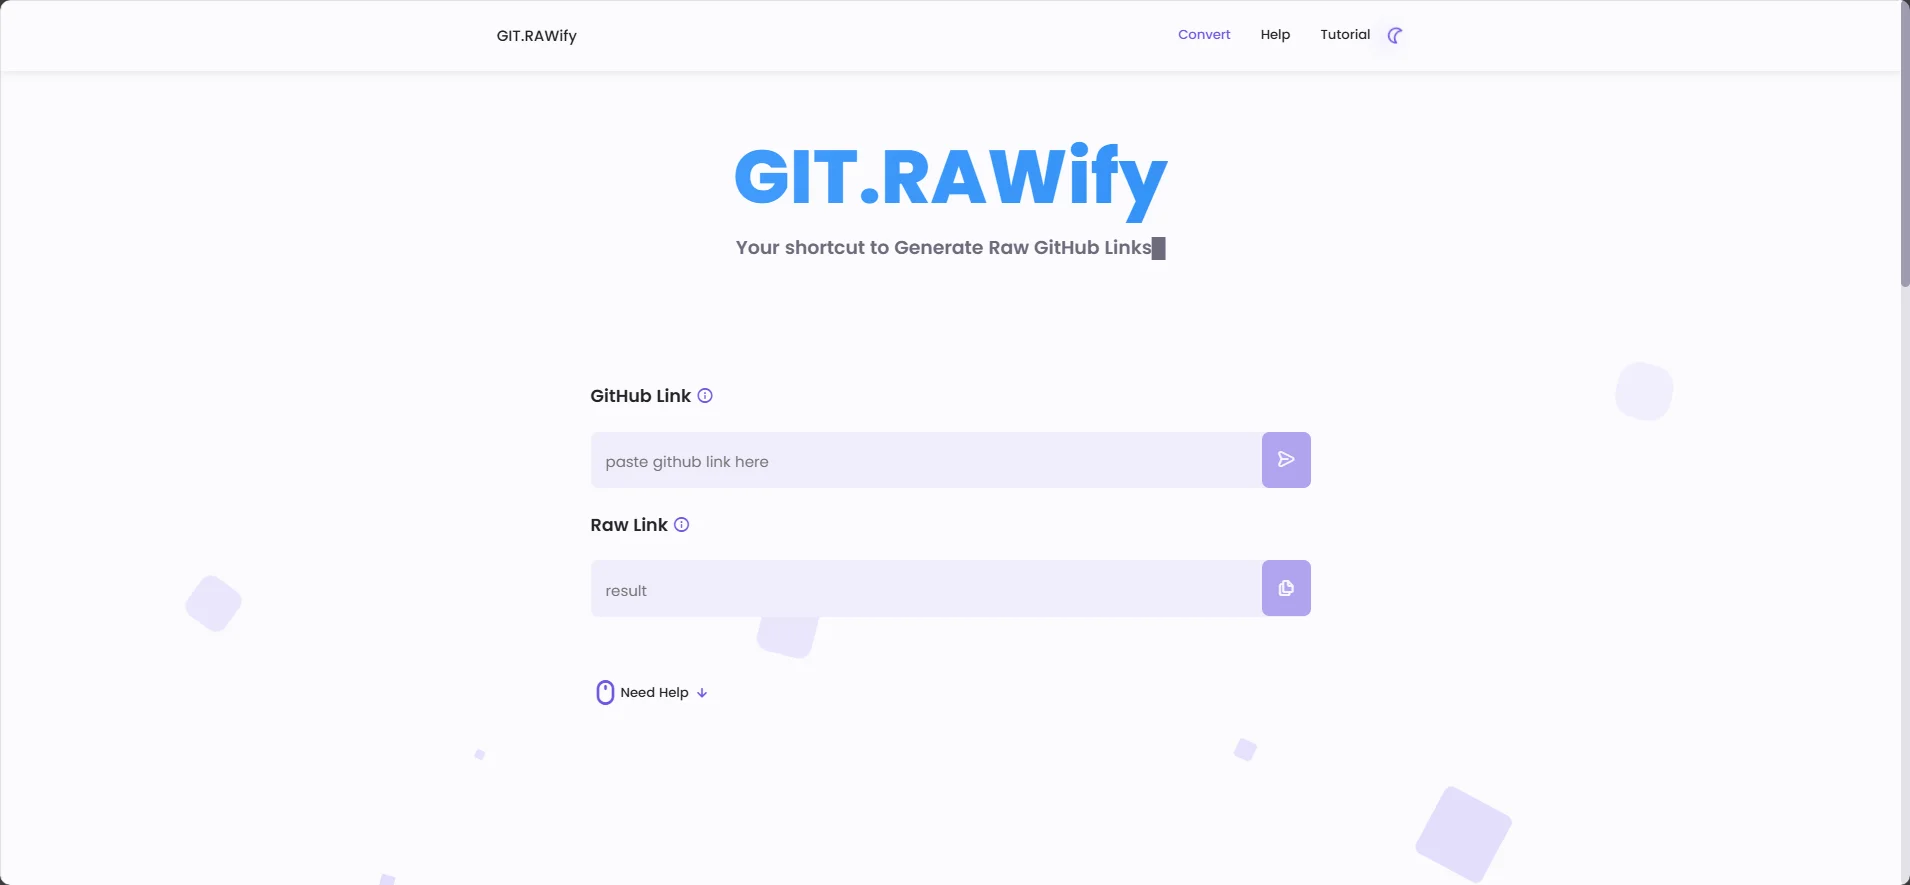 GIT.RAWify
Convert Help Tutorial
GIT.RAWify
Your shortcut to Generate Raw GitHub Links
GitHub Link
paste github link here
Raw Link
result
Need Help